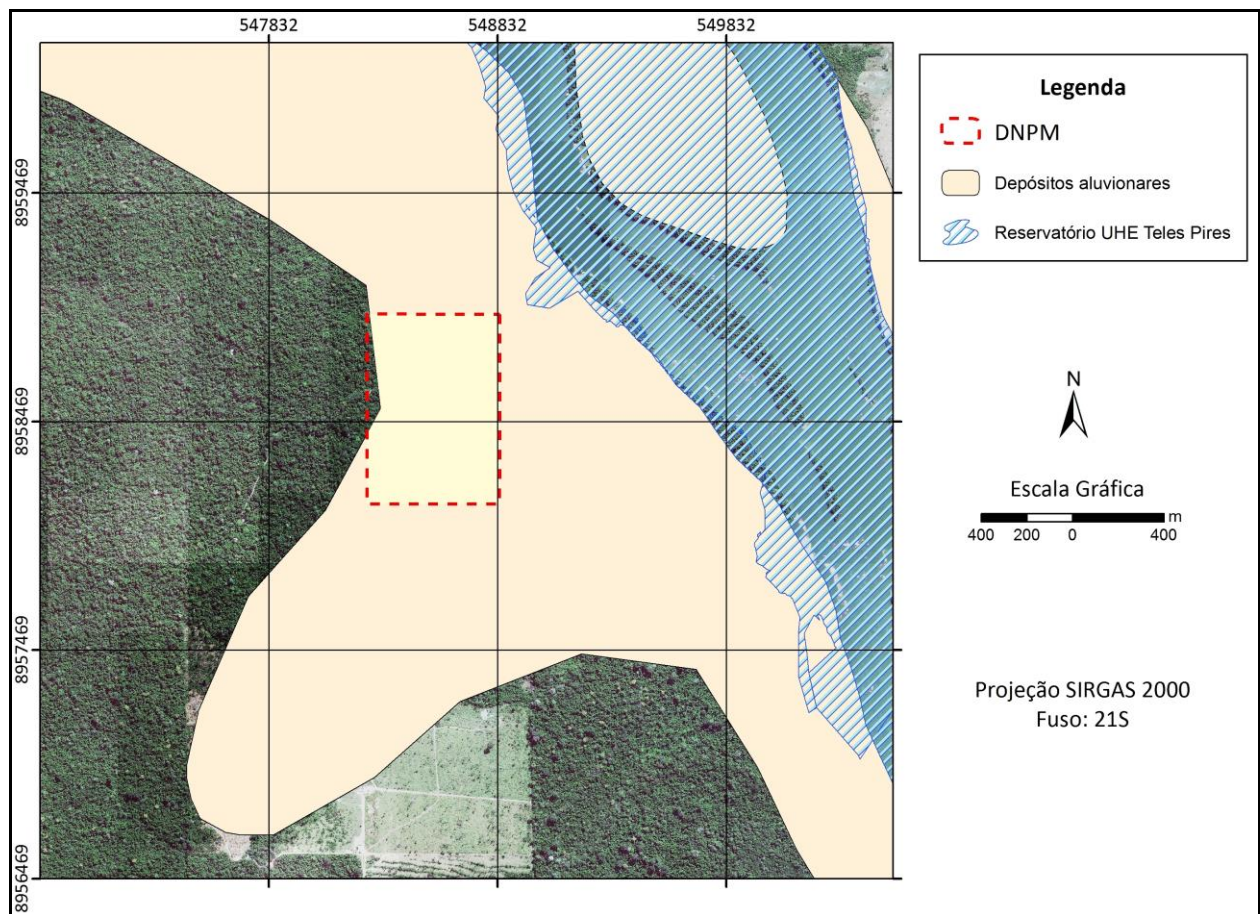 547832
548832
549832
8959469
8958469
8957469
8956469
Legenda
DNPM
Depósitos aluvionares
Reservatório UHE Teles Pires
N
Escala Gráfica
400 200 0 400 m
Projeção SIRGAS 2000
Fuso: 21S